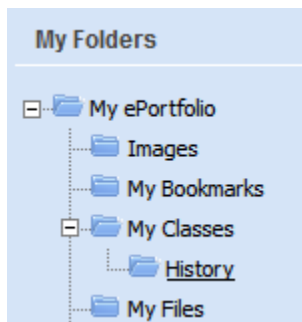 My Folders
My ePortfolio
Images
My Bookmarks
My Classes
History
My Files